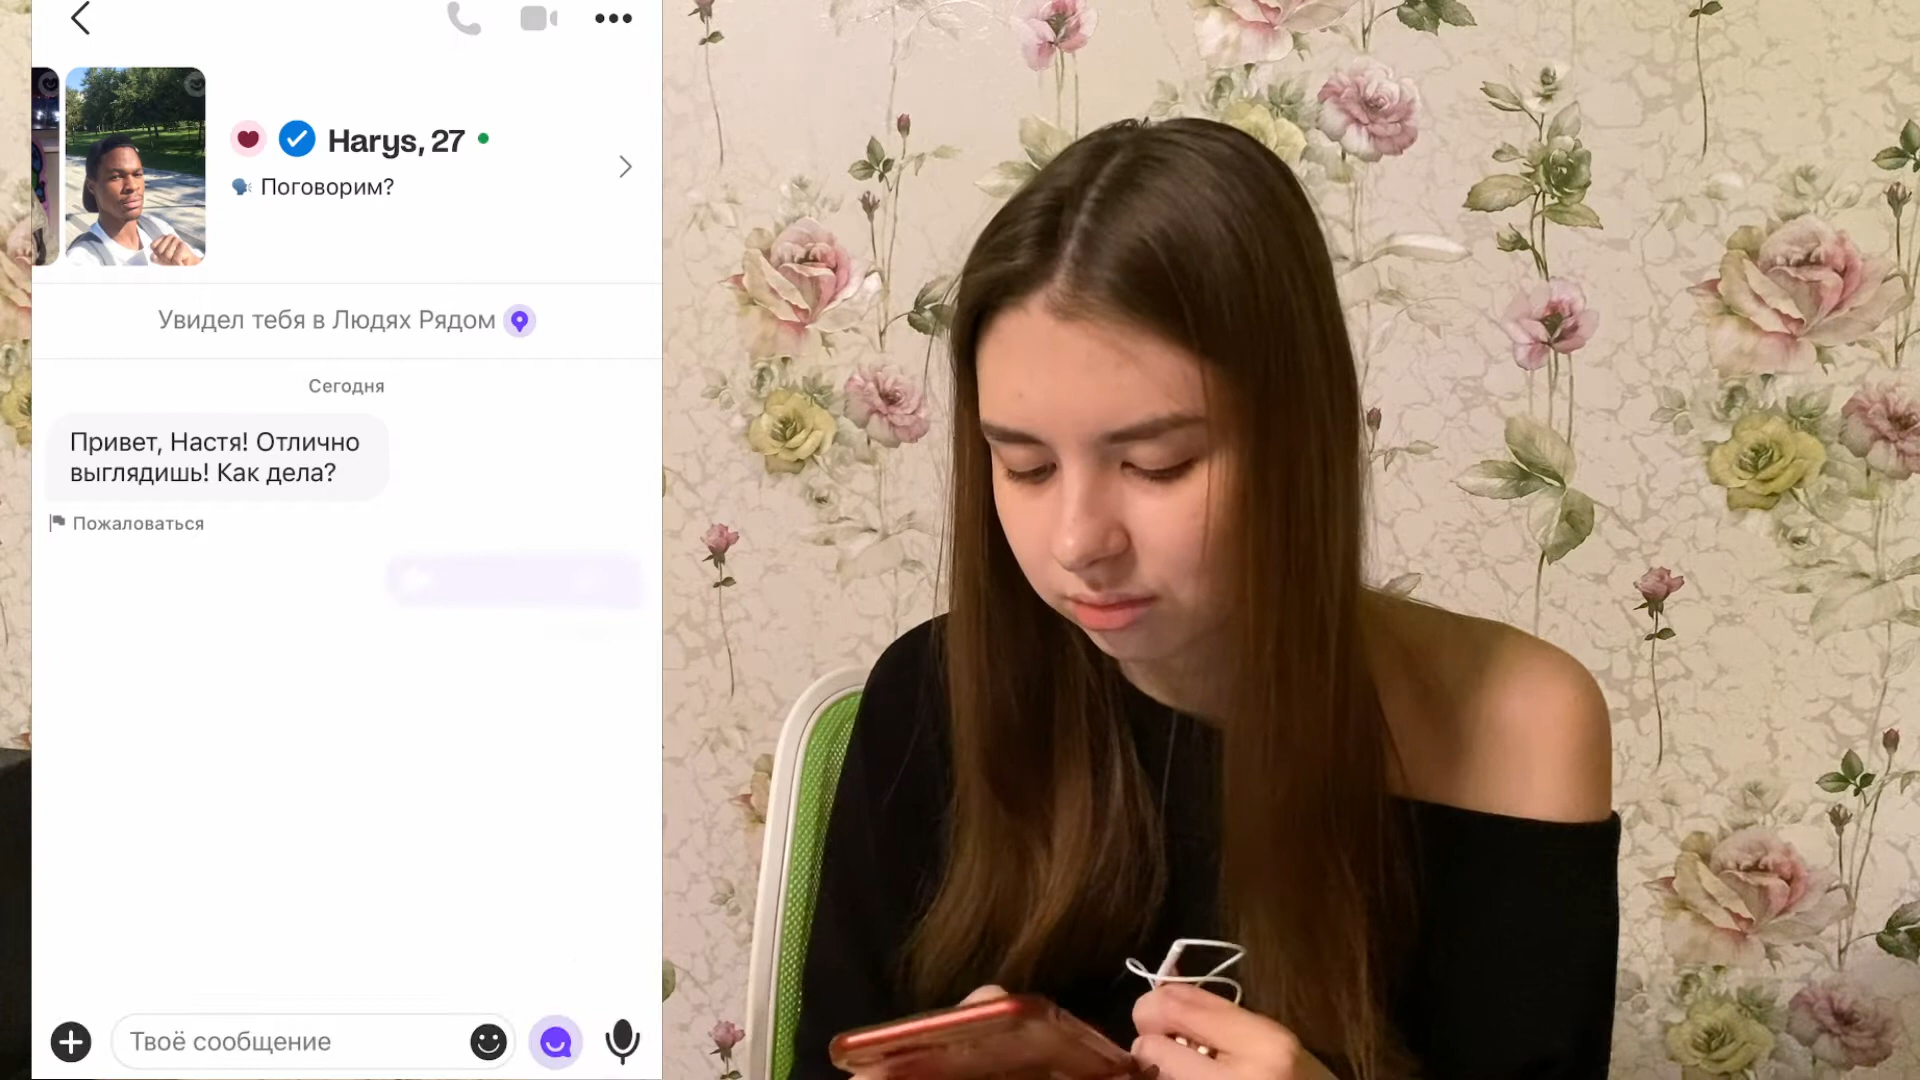 Harys, 27
Поговорим?
Увидел тебя в Людях Рядом
Сегодня
Привет, Настя! Отлично
выглядишь! Как дела?
Пожаловаться
Твоё сообщение